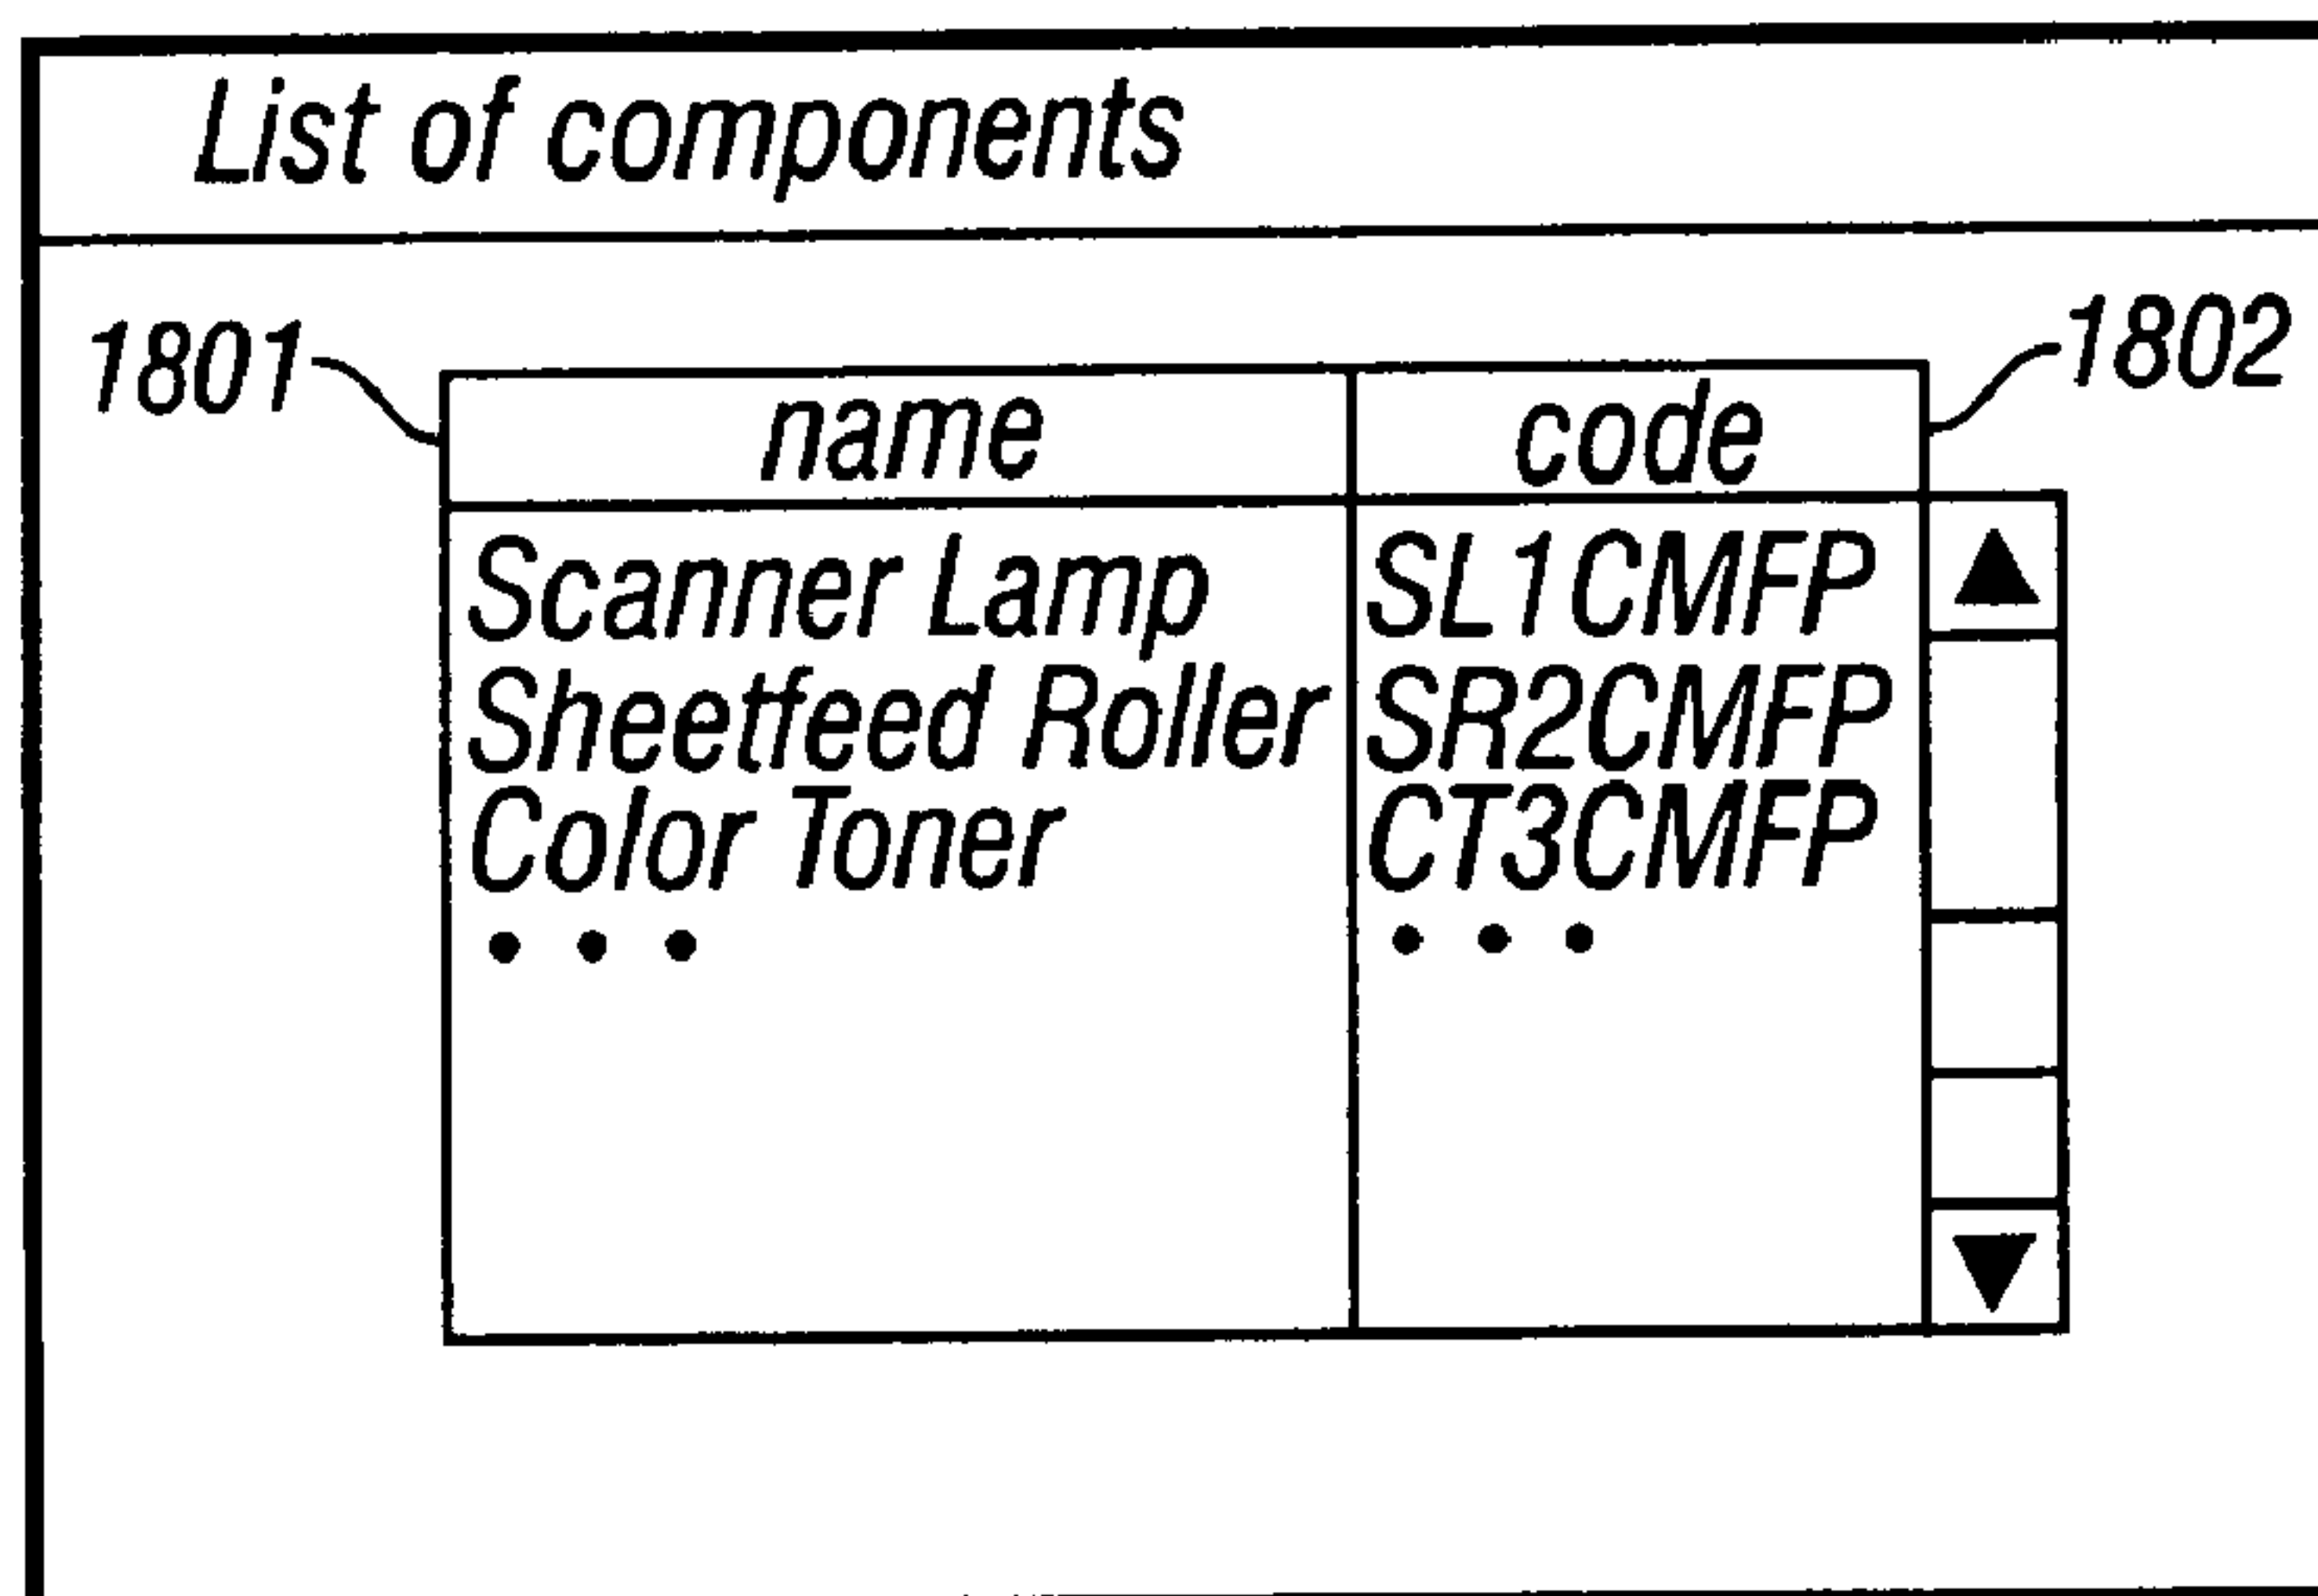 List of components
1801
1802
name code
Scanner Lamp SL1CMFP
Sheetfeed Roller SR2CMFP
Color Toner CT3CMFP
• • • • • •